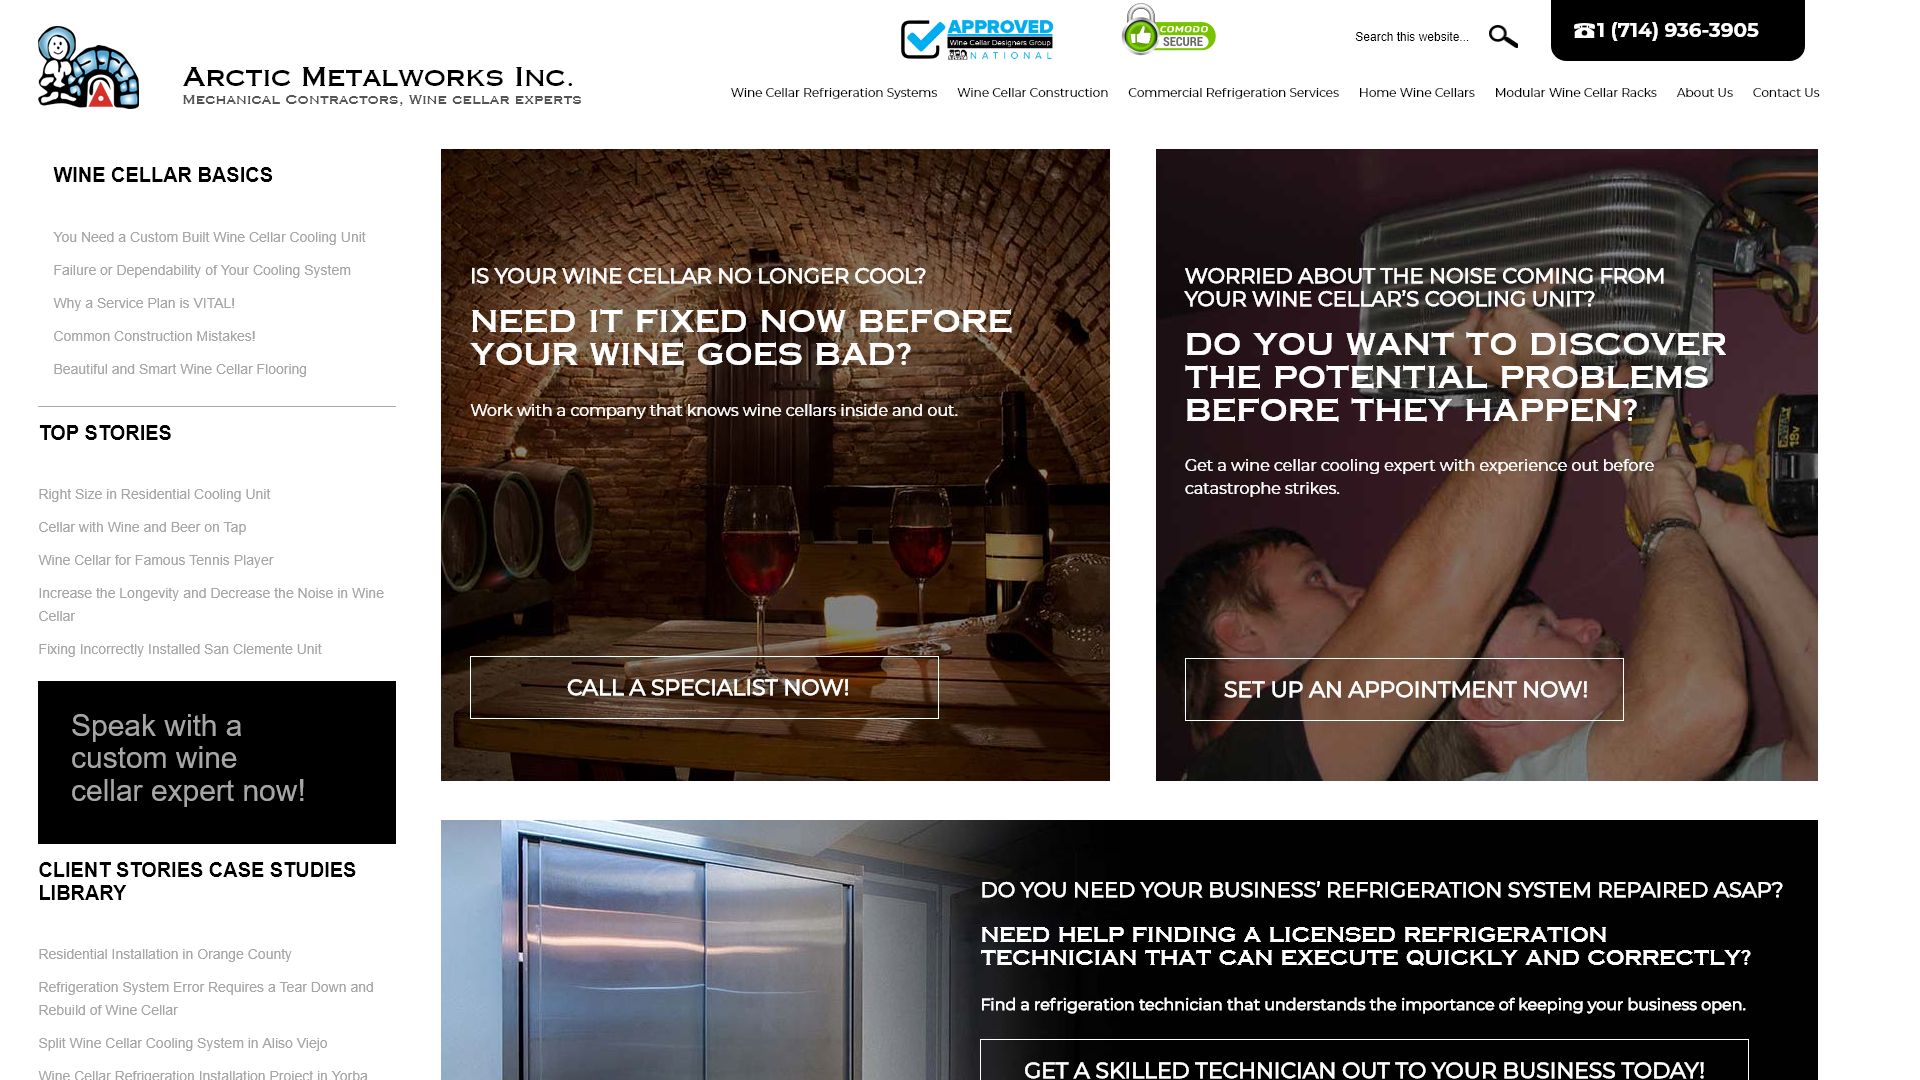 APPROVED
Wine Cellar Designers Group
NATIONAL
COMODO
SECURE
Search this website...
☎1 (714) 936-3905
Arctic Metalworks Inc.
Mechanical Contractors, Wine cellar experts
Wine Cellar Refrigeration Systems Wine Cellar Construction Commercial Refrigeration Services Home Wine Cellars Modular Wine Cellar Racks About Us Contact Us
WINE CELLAR BASICS
You Need a Custom Built Wine Cellar Cooling Unit
Failure or Dependability of Your Cooling System
Why a Service Plan is VITAL!
Common Construction Mistakes!
Beautiful and Smart Wine Cellar Flooring
TOP STORIES
Right Size in Residential Cooling Unit
Cellar with Wine and Beer on Tap
Wine Cellar for Famous Tennis Player
Increase the Longevity and Decrease the Noise in Wine
Cellar
Fixing Incorrectly Installed San Clemente Unit
Speak with a
custom wine
cellar expert now!
CLIENT STORIES CASE STUDIES
LIBRARY
Residential Installation in Orange County
Refrigeration System Error Requires a Tear Down and
Rebuild of Wine Cellar
Split Wine Cellar Cooling System in Aliso Viejo
Wine Cellar Refrigeration Installation Project in Yorba
IS YOUR WINE CELLAR NO LONGER COOL?
NEED IT FIXED NOW BEFORE
YOUR WINE GOES BAD?
Work with a company that knows wine cellars inside and out.
CALL A SPECIALIST NOW!
WORRIED ABOUT THE NOISE COMING FROM
YOUR WINE CELLAR'S COOLING UNIT?
DO YOU WANT TO DISCOVER
THE POTENTIAL PROBLEMS
BEFORE THEY HAPPEN?
Get a wine cellar cooling expert with experience out before
catastrophe strikes.
SET UP AN APPOINTMENT NOW!
18v
DO YOU NEED YOUR BUSINESS' REFRIGERATION SYSTEM REPAIRED ASAP?
NEED HELP FINDING A LICENSED REFRIGERATION
TECHNICIAN THAT CAN EXECUTE QUICKLY AND CORRECTLY?
Find a refrigeration technician that understands the importance of keeping your business open.
GET A SKILLED TECHNICIAN OUT TO YOUR BUSINESS TODAY!